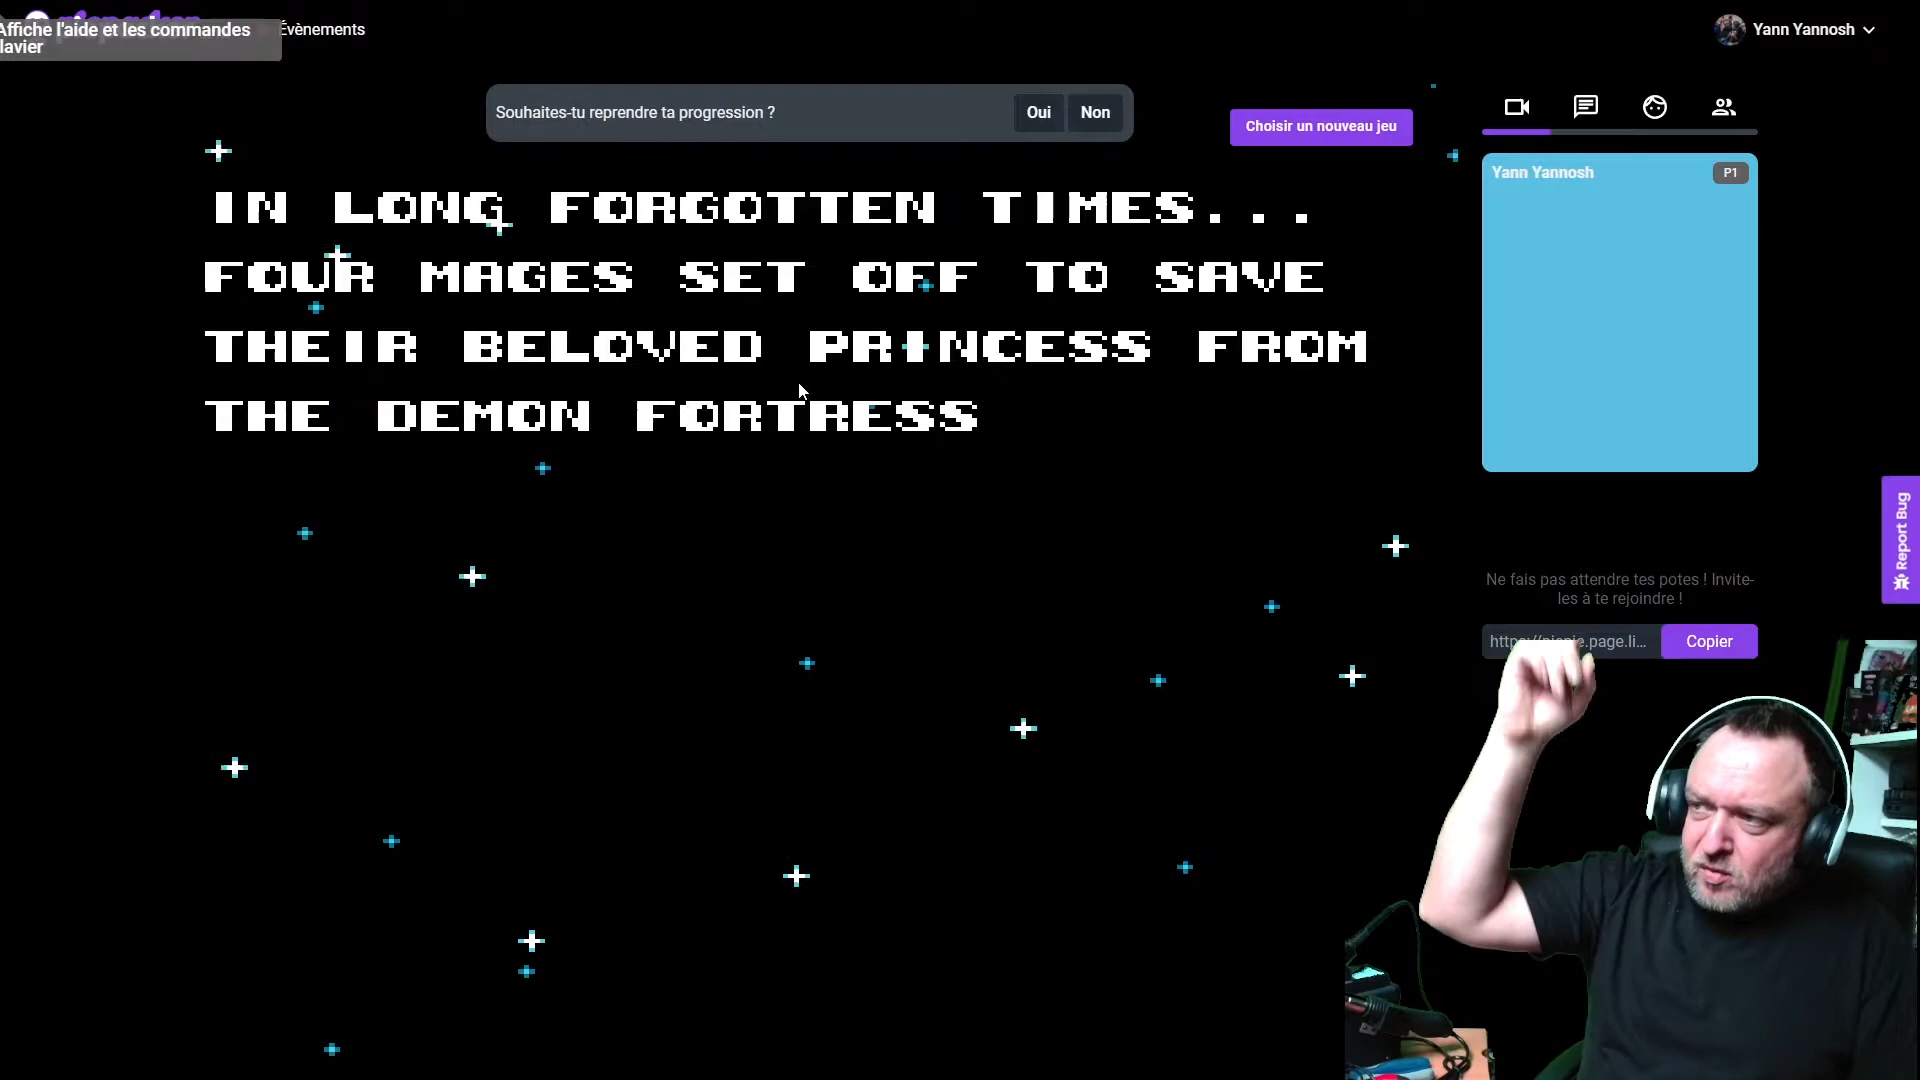 Affiche l'aide et les commandes
lavier
Évènements
Yann Yannosh
Souhaites-tu reprendre ta progression ?
Oui
Non
Choisir un nouveau jeu
IN LONG FORGOTTEN TIMES...
FOUR MAGES SET OFF TO SAVE
THEIR BELOVED PRINCESS FROM
THE DEMON FORTRESS
Yann Yannosh
P1
Report Bug
Ne fais pas attendre tes potes ! Invite-
les à te rejoindre !
Copier